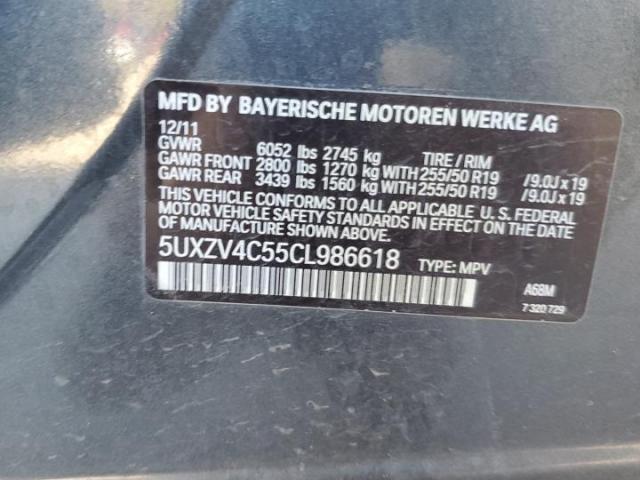 MFD BY BAYERISCHE MOTOREN WERKE AG
12/11
GVWR 6052 lbs 2745 kg TIRE / RIM
GAWR FRONT 2800 lbs 1270 kg WITH 255/50 R19 /9.0J x 19
GAWR REAR 3439 lbs 1560 kg WITH 255/50 R19 /9.0J x 19
THIS VEHICLE CONFORMS TO ALL APPLICABLE U. S. FEDERAL
MOTOR VEHICLE SAFETY STANDARDS IN EFFECT ON THE DATE
OF MANUFACTURE SHOWN ABOVE.
5UXZV4C55CL986618 TYPE: MPV
A68M
7 320 729